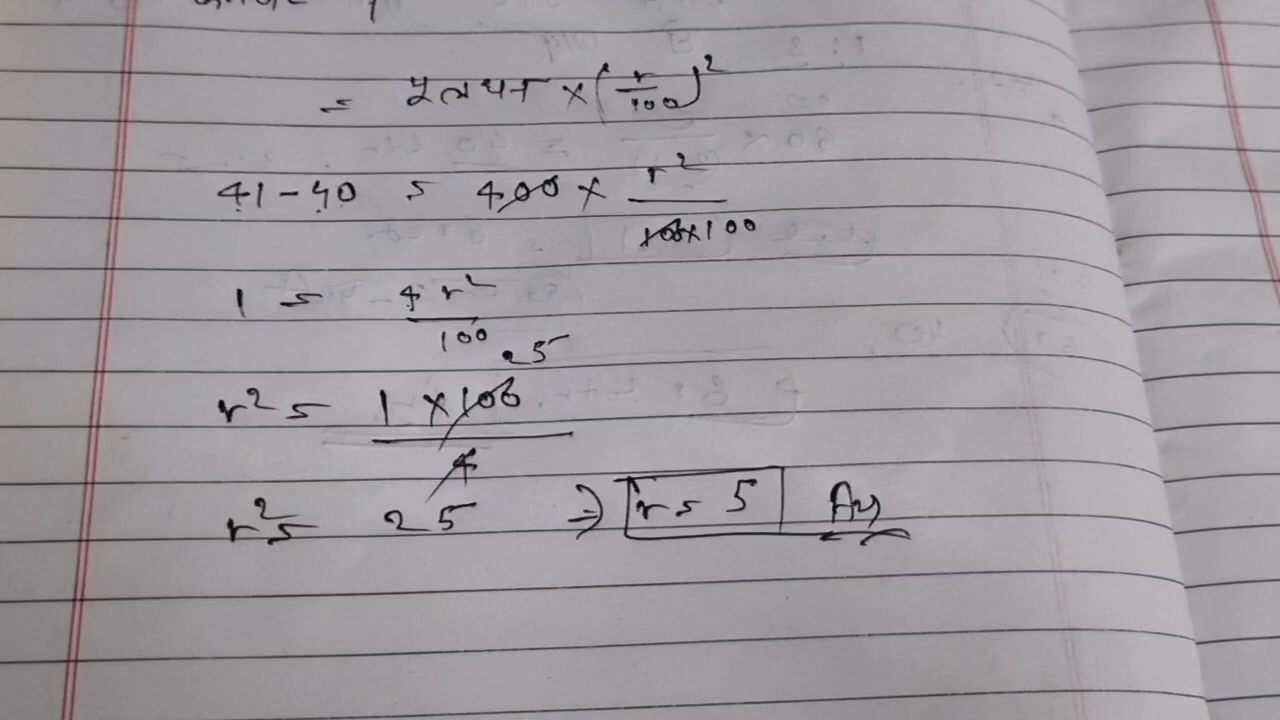 = मूलधन × (r/100)²
41 - 40 = 400 × r²/100×100
1 = 4r²/100
25
r² = 1×100/4
r² = 25 ⇒ r = 5 Ans